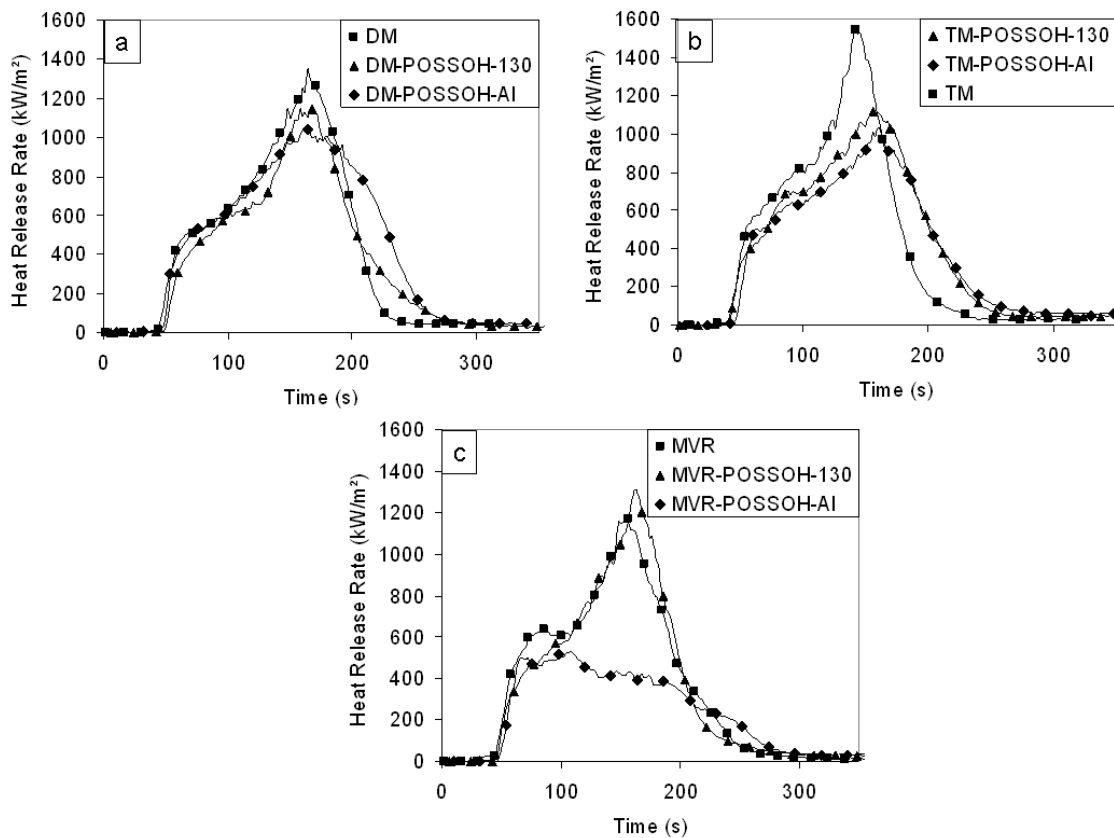 a
1600
1400
1200
1000
800
600
400
200
0
Heat Release Rate (kW/m²)
DM
DM-POSSOH-130
DM-POSSOH-Al
0 100 200 300
Time (s)
b
1600
1400
1200
1000
800
600
400
200
0
Heat Release Rate (kW/m²)
TM-POSSOH-130
TM-POSSOH-Al
TM
0 100 200 300
Time (s)
c
1600
1400
1200
1000
800
600
400
200
0
Heat Release Rate (kW/m²)
MVR
MVR-POSSOH-130
MVR-POSSOH-Al
0 100 200 300
Time (s)